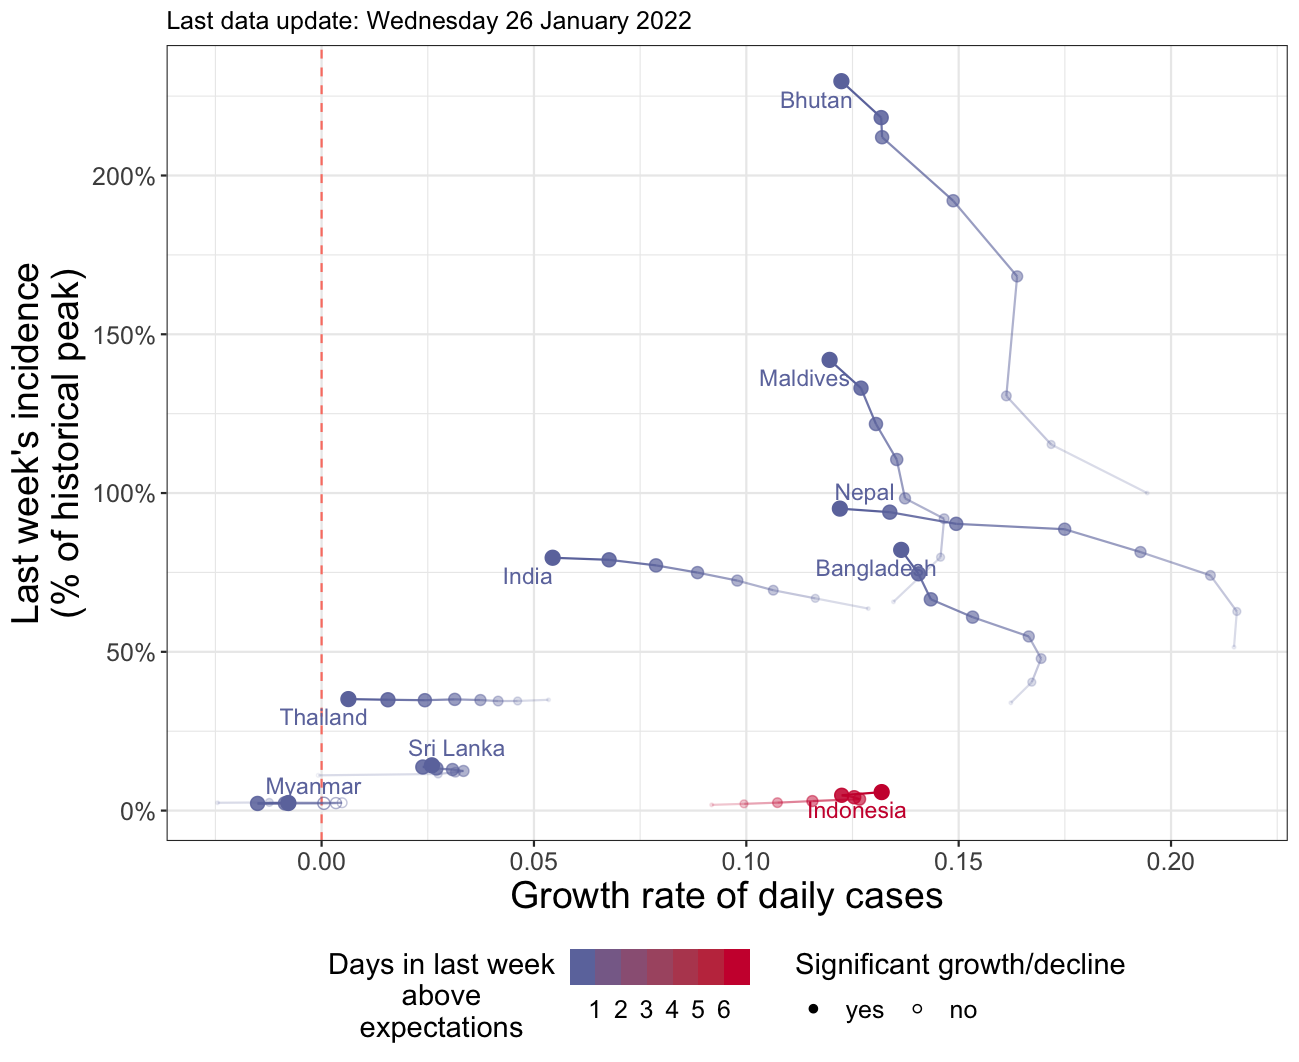 Last data update: Wednesday 26 January 2022
Last week's incidence
(% of historical peak)
200%
150%
100%
50%
0%
Bhutan
Maldives
Nepal
Bangladesh
India
Thailand
Sri Lanka
Myanmar
Indonesia
0.00 0.05 0.10 0.15 0.20
Growth rate of daily cases
Days in last week
above
expectations
1 2 3 4 5 6
Significant growth/decline
yes no